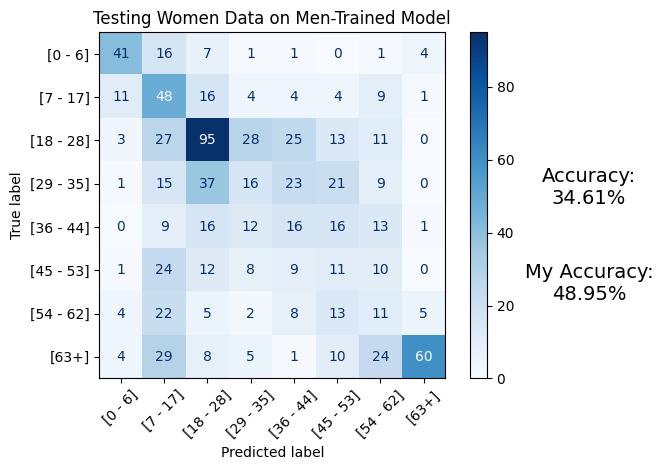 Testing Women Data on Men-Trained Model
[0 - 6] 41 16 7 1 1 0 1 4
[7 - 17] 11 48 16 4 4 4 9 1
[18 - 28] 3 27 95 28 25 13 11 0
[29 - 35] 1 15 37 16 23 21 9 0
[36 - 44] 0 9 16 12 16 16 13 1
[45 - 53] 1 24 12 8 9 11 10 0
[54 - 62] 4 22 5 2 8 13 11 5
[63+] 4 29 8 5 1 10 24 60
True label
[0 - 6] [7 - 17] [18 - 28] [29 - 35] [36 - 44] [45 - 53] [54 - 62] [63+]
Predicted label
80
60
40
20
0
Accuracy:
34.61%
My Accuracy:
48.95%